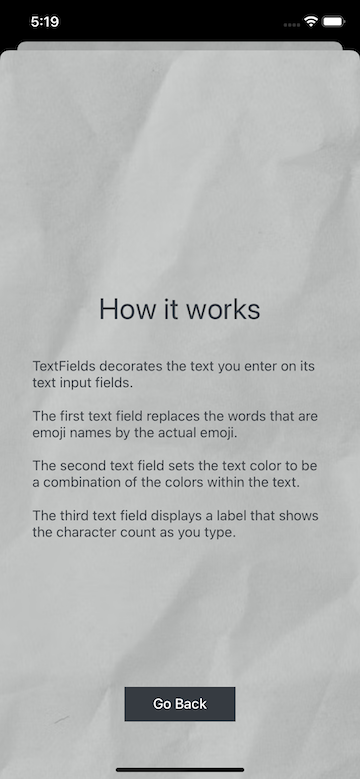 5:19
How it works
TextFields decorates the text you enter on its
text input fields.
The first text field replaces the words that are
emoji names by the actual emoji.
The second text field sets the text color to be
a combination of the colors within the text.
The third text field displays a label that shows
the character count as you type.
Go Back